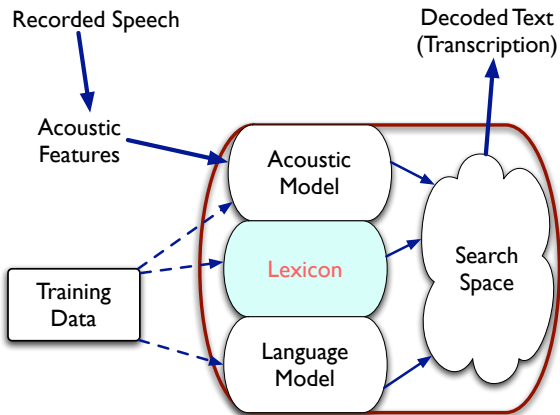 Recorded Speech
Decoded Text
(Transcription)
Acoustic
Features
Acoustic
Model
Lexicon
Search
Space
Training
Data
Language
Model